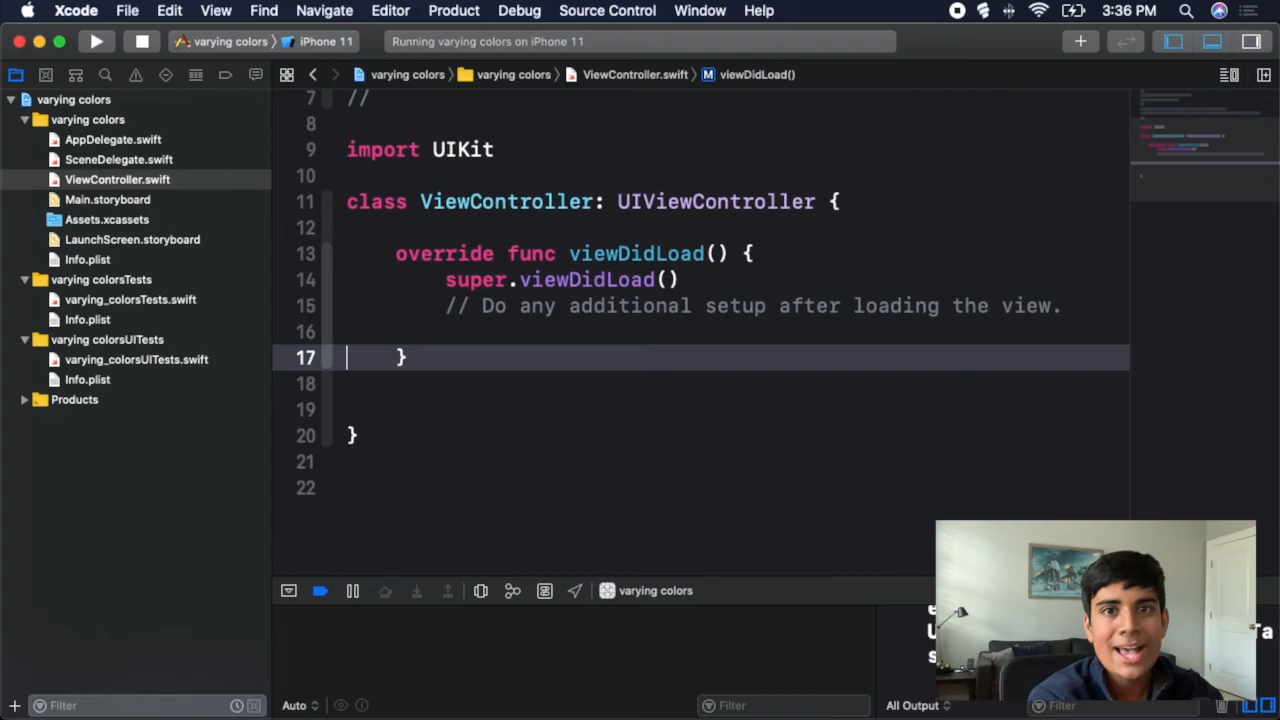 Xcode File Edit View Find Navigate Editor Product Debug Source Control Window Help 3:36 PM
varying colors iPhone 11 Running varying colors on iPhone 11
varying colors varying colors ViewController.swift M viewDidLoad()
varying colors
varying colors
AppDelegate.swift
SceneDelegate.swift
ViewController.swift
Main.storyboard
Assets.xcassets
LaunchScreen.storyboard
Info.plist
varying colorsTests
varying_colorsTests.swift
Info.plist
varying colorsUITests
varying_colorsUITests.swift
Info.plist
Products
7 //
8
9 import UIKit
10
11 class ViewController: UIViewController {
12
13 override func viewDidLoad() {
14 super.viewDidLoad()
15 // Do any additional setup after loading the view.
16
17 }
18
19
20 }
21
22
varying colors
Filter Auto Filter All Output Filter